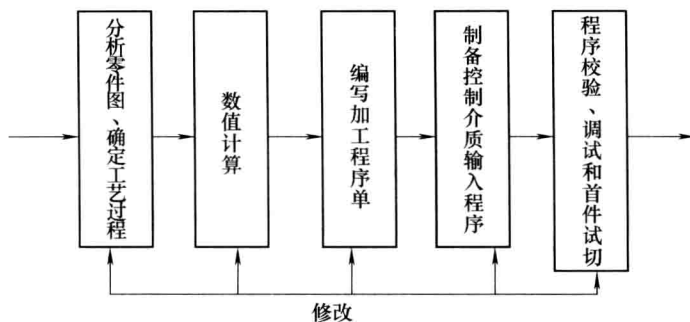 分析零件图、确定工艺过程
数值计算
编写加工程序单
制备控制介质输入程序
程序校验、调试和首件试切
修改